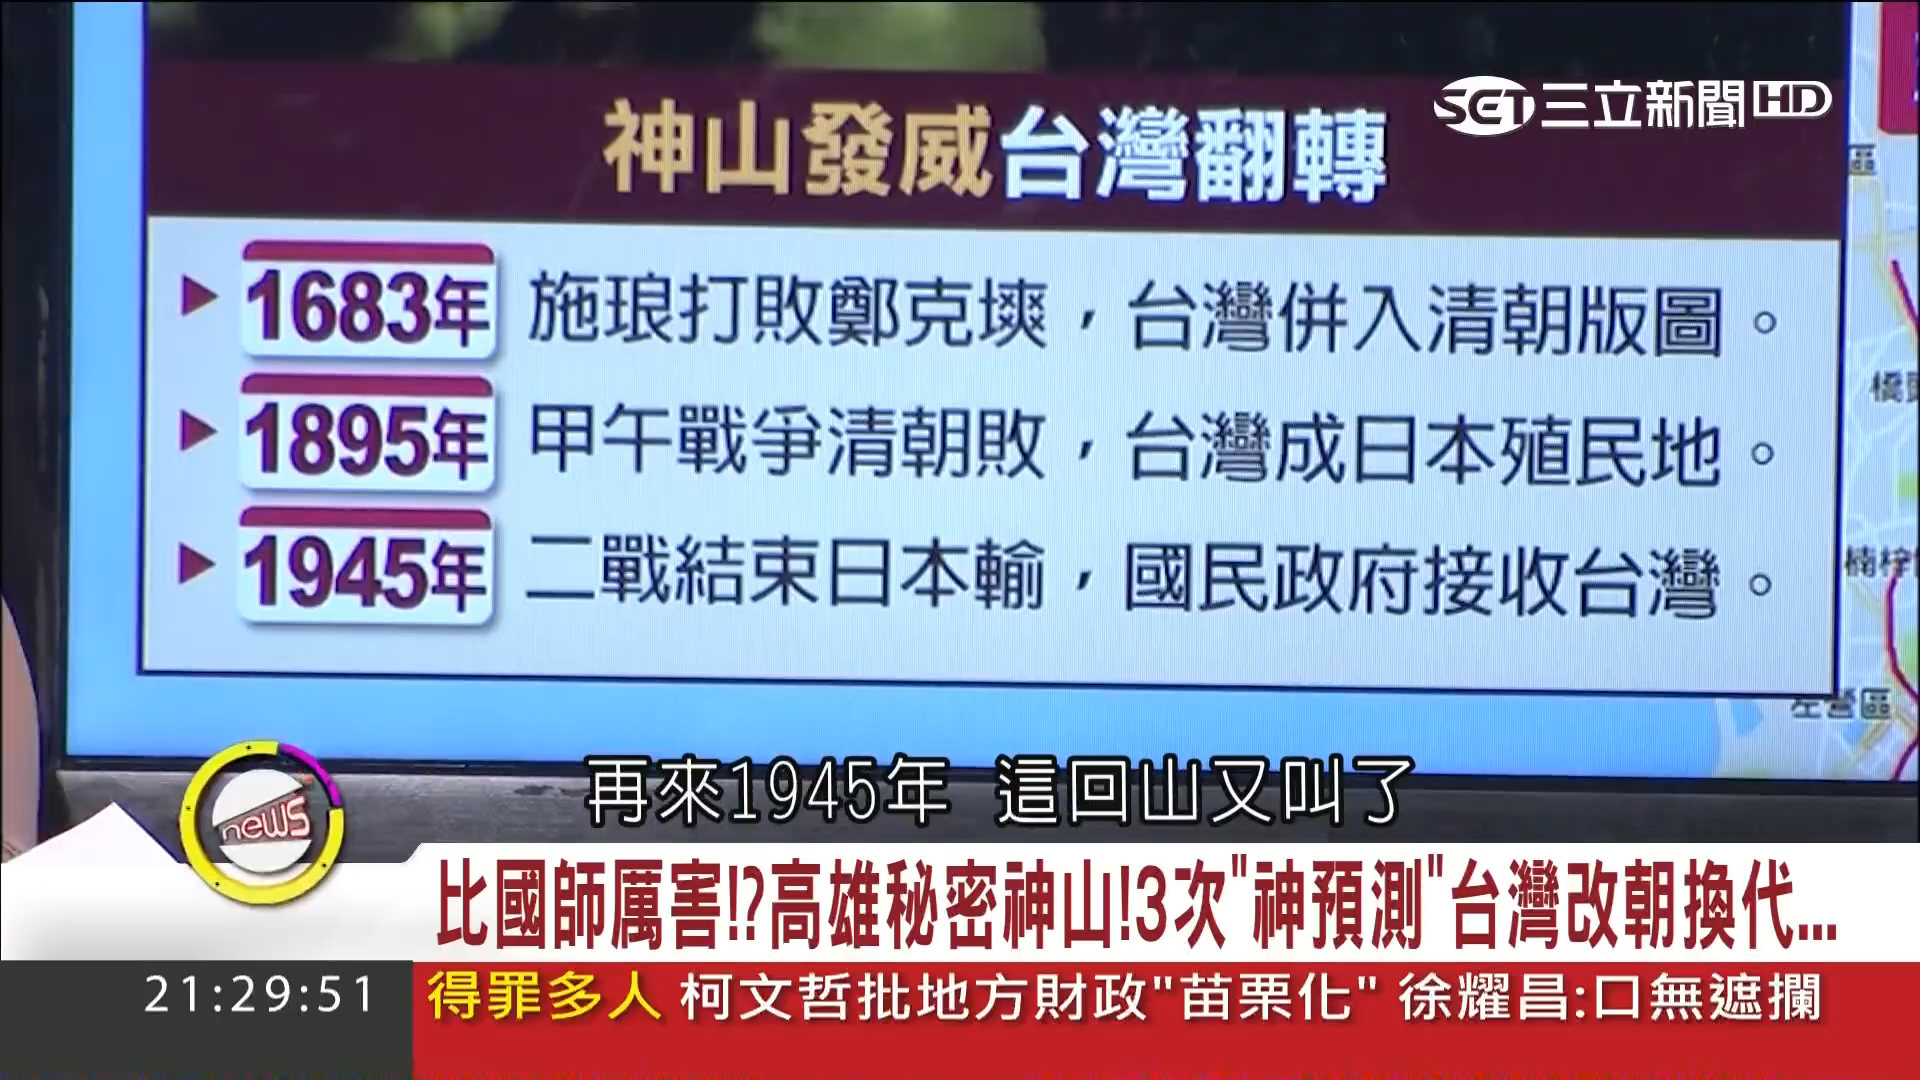 神山發威台灣翻轉
SET三立新聞HD
1683年 施琅打敗鄭克塽，台灣併入清朝版圖。
1895年 甲午戰爭清朝敗，台灣成日本殖民地。
1945年 二戰結束日本輸，國民政府接收台灣。
區
橋
楠梓
左營區
再來1945年 這回山又叫了
news
比國師厲害!?高雄秘密神山!3次"神預測"台灣改朝換代...
21:29:51
得罪多人 柯文哲批地方財政"苗栗化" 徐耀昌:口無遮攔